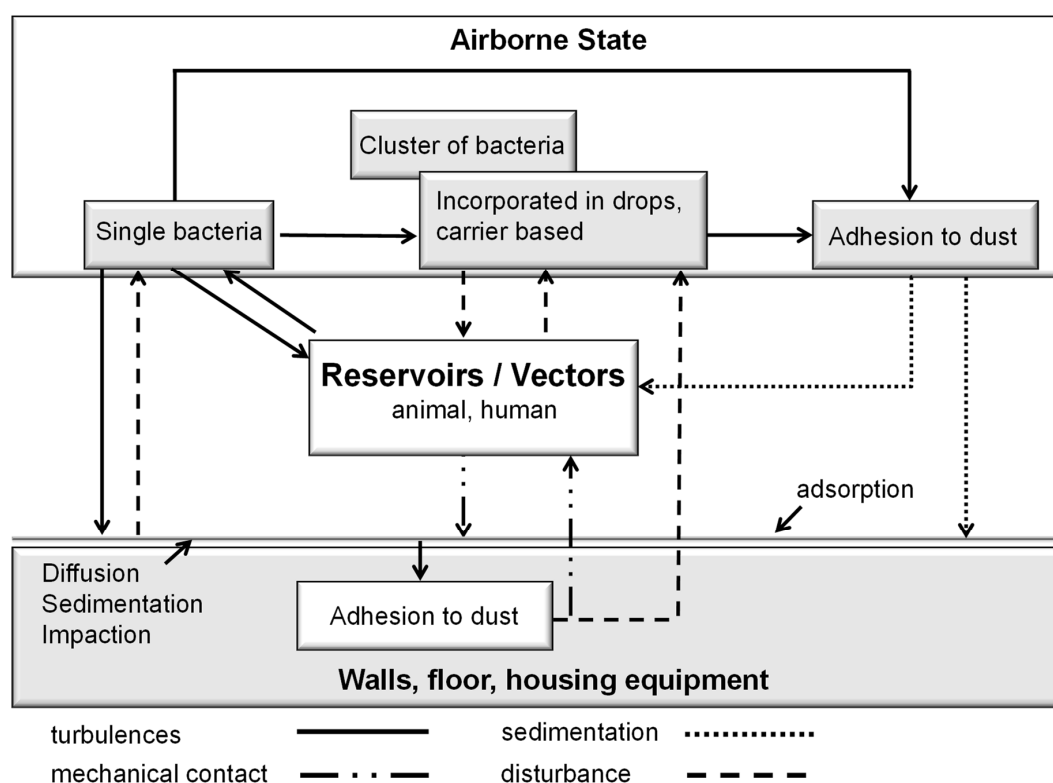 Airborne State
Cluster of bacteria
Incorporated in drops,
carrier based
Single bacteria
Adhesion to dust
Reservoirs / Vectors
animal, human
adsorption
Diffusion
Sedimentation
Impaction
Adhesion to dust
Walls, floor, housing equipment
turbulences
sedimentation
mechanical contact
disturbance